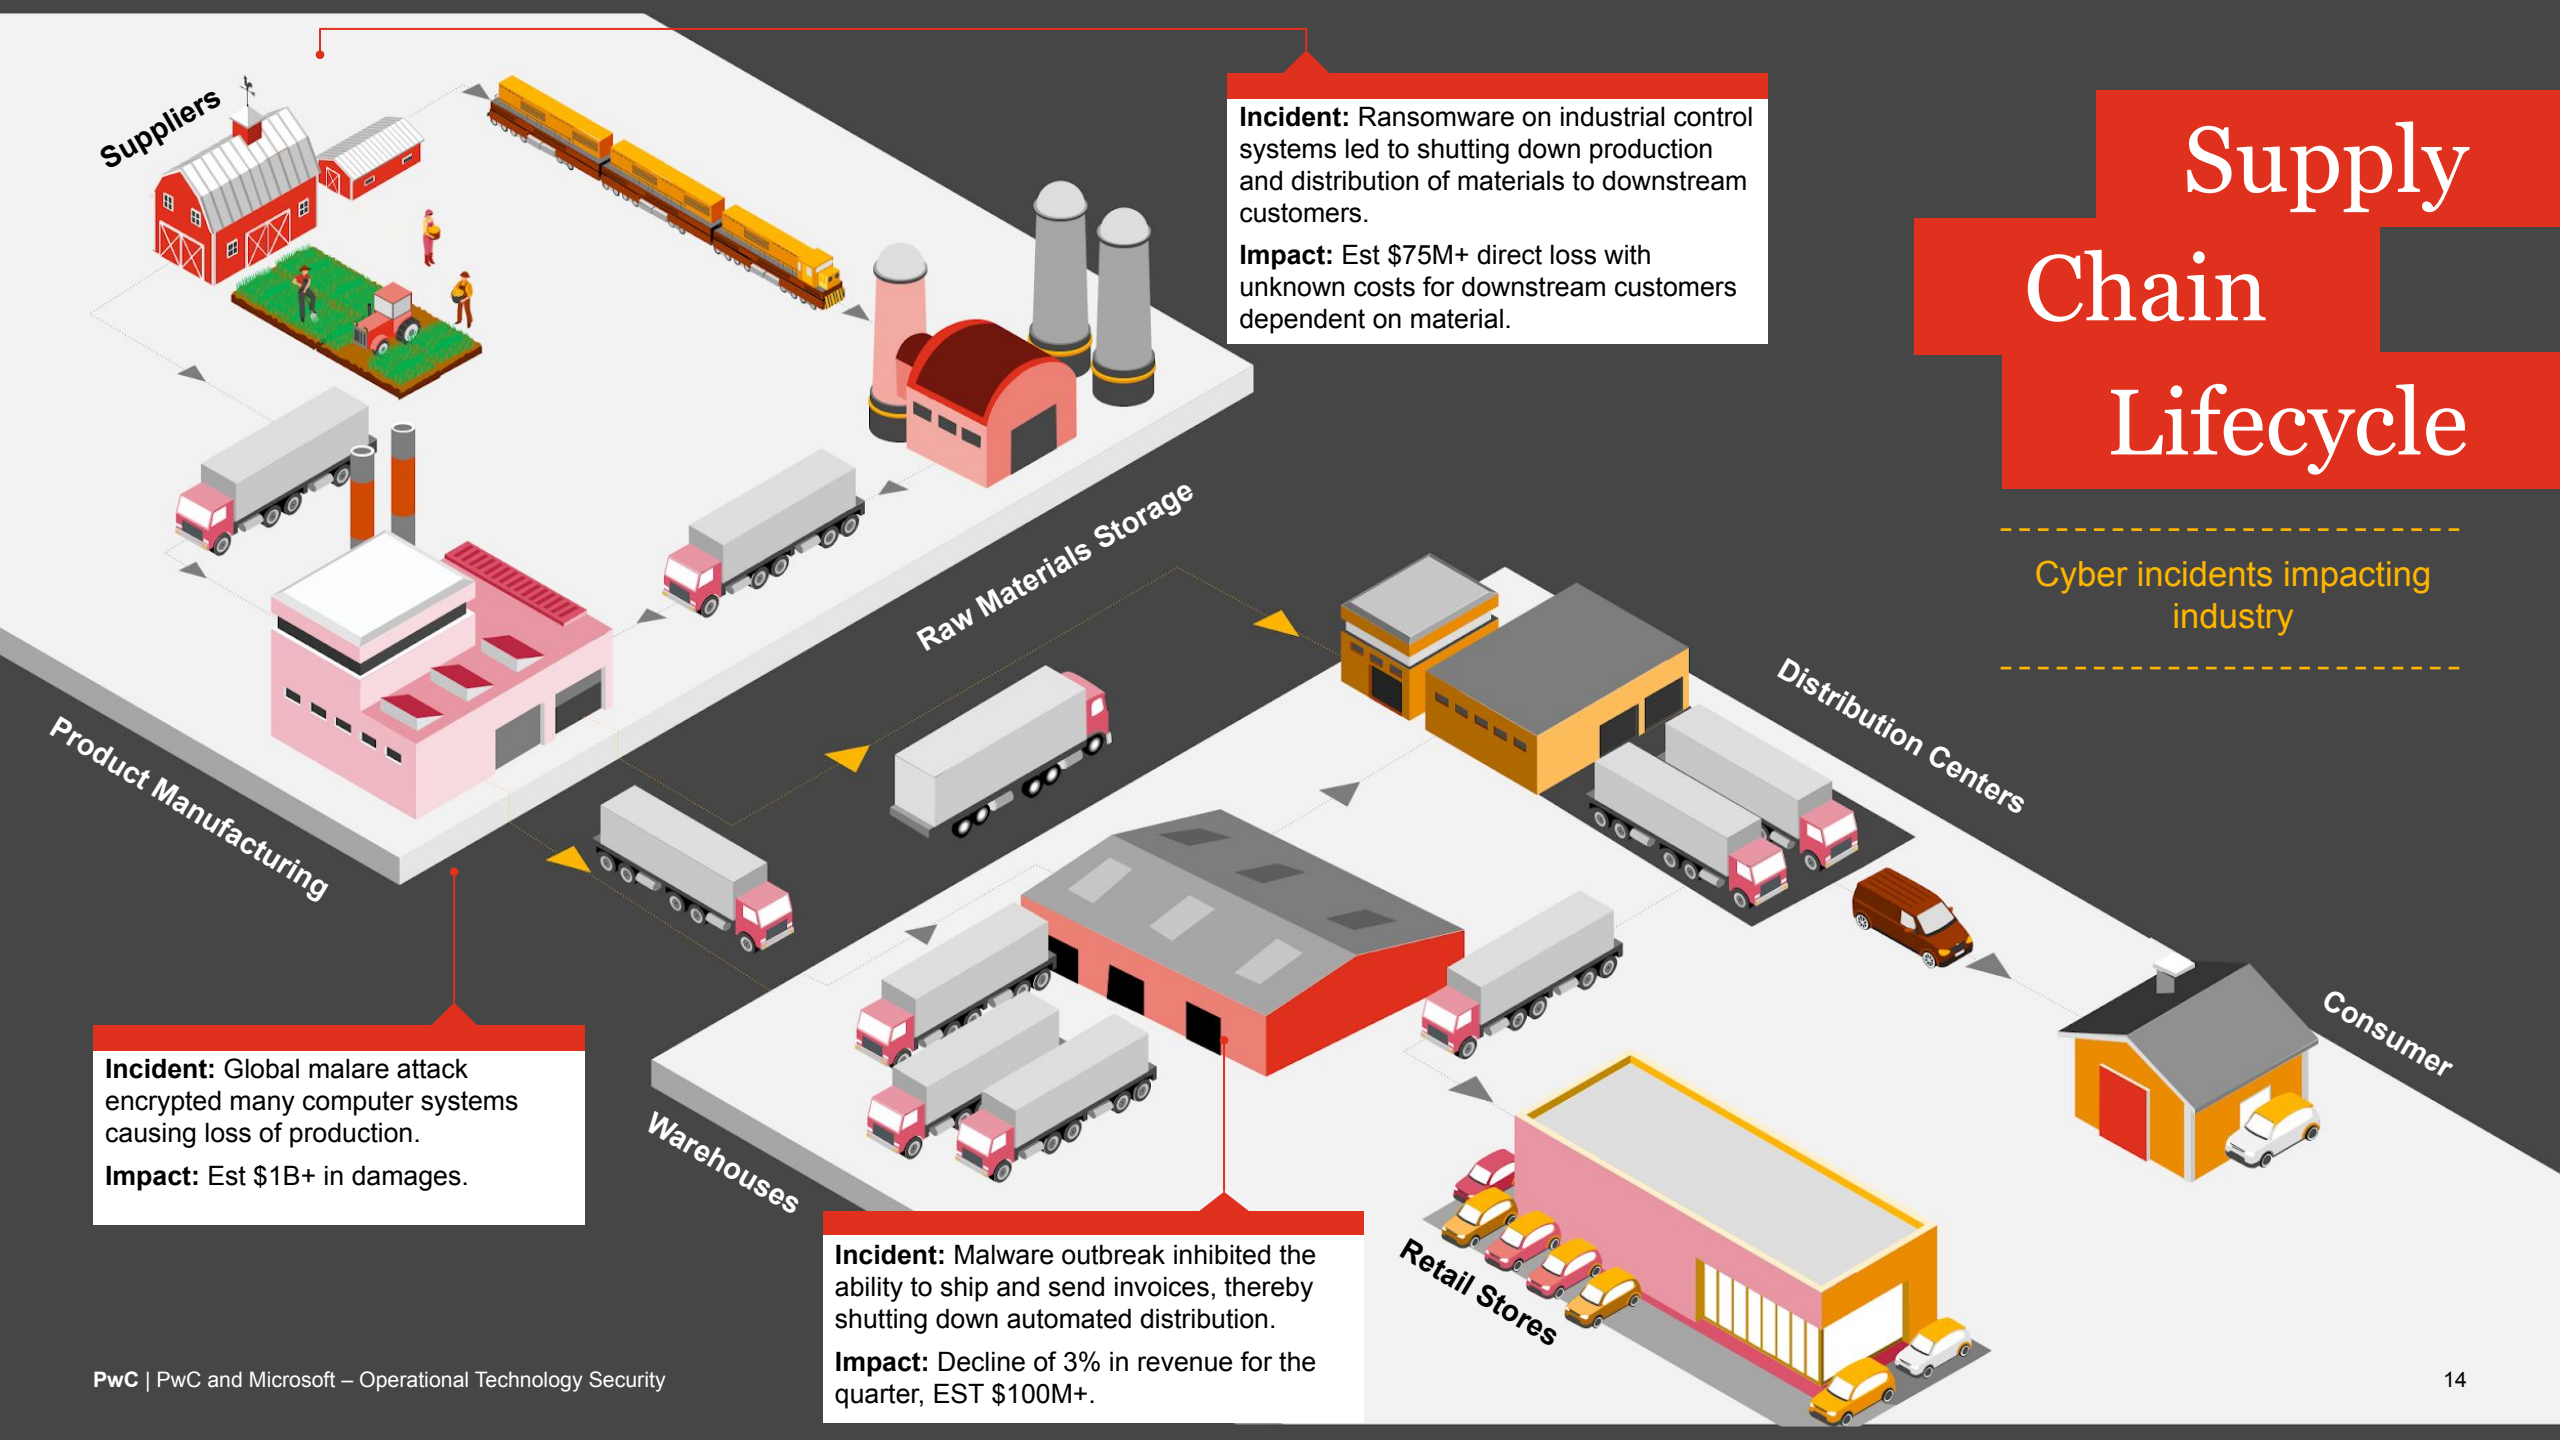 Supply
Chain
Lifecycle
Cyber incidents impacting
industry
Suppliers
Incident: Ransomware on industrial control
systems led to shutting down production
and distribution of materials to downstream
customers.
Impact: Est $75M+ direct loss with
unknown costs for downstream customers
dependent on material.
Raw Materials Storage
Product Manufacturing
Distribution Centers
Consumer
Incident: Global malare attack
encrypted many computer systems
causing loss of production.
Impact: Est $1B+ in damages.
Warehouses
Incident: Malware outbreak inhibited the
ability to ship and send invoices, thereby
shutting down automated distribution.
Impact: Decline of 3% in revenue for the
quarter, EST $100M+.
Retail Stores
PwC | PwC and Microsoft – Operational Technology Security
14